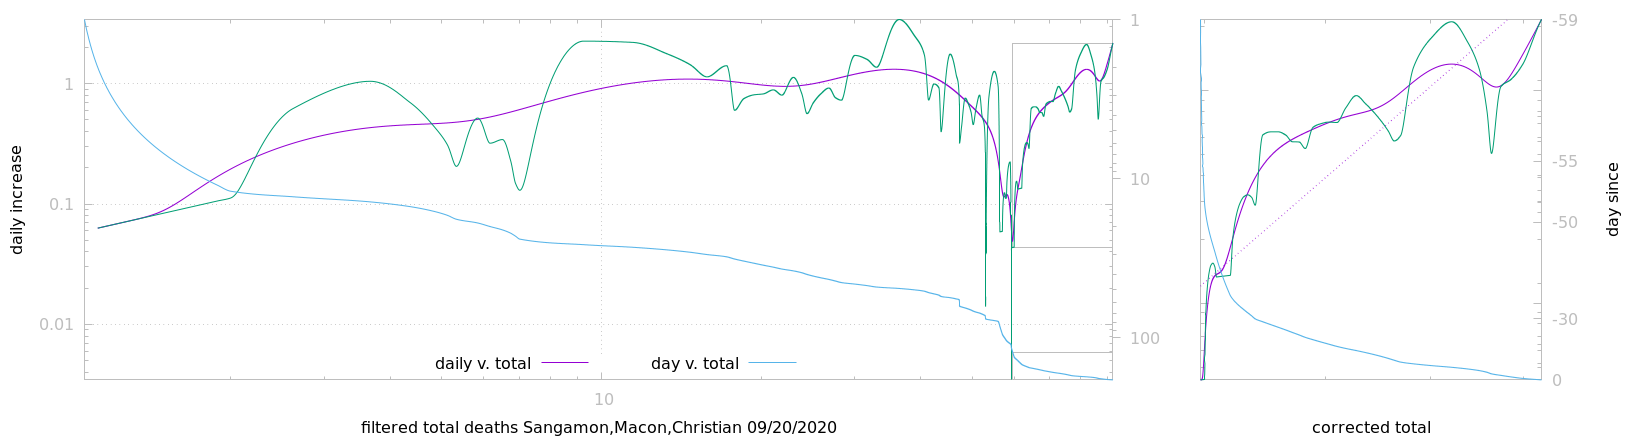 daily increase
1
0.1
0.01
10
1
10
100
daily v. total
day v. total
filtered total deaths Sangamon,Macon,Christian 09/20/2020
-59
-55
-50
-30
0
day since
corrected total